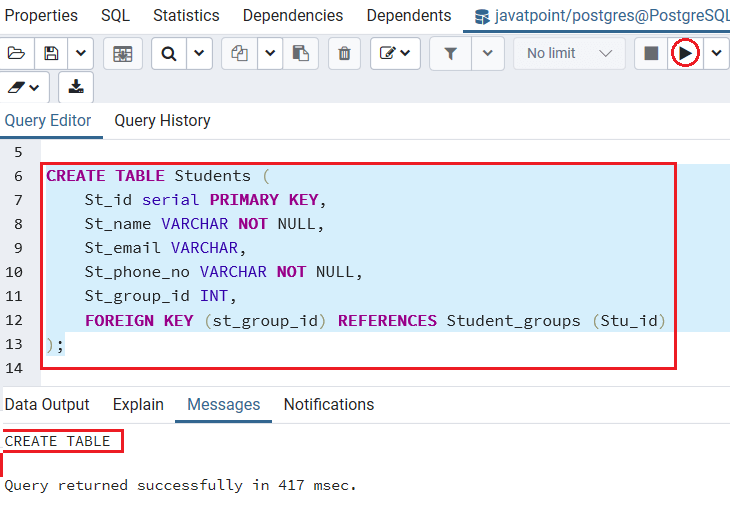 Properties SQL Statistics Dependencies Dependents javatpoint/postgres@PostgreSQL
No limit
Query Editor Query History
5
6 CREATE TABLE Students (
7 St_id serial PRIMARY KEY,
8 St_name VARCHAR NOT NULL,
9 St_email VARCHAR,
10 St_phone_no VARCHAR NOT NULL,
11 St_group_id INT,
12 FOREIGN KEY (st_group_id) REFERENCES Student_groups (Stu_id)
13 );
14
Data Output Explain Messages Notifications
CREATE TABLE
Query returned successfully in 417 msec.